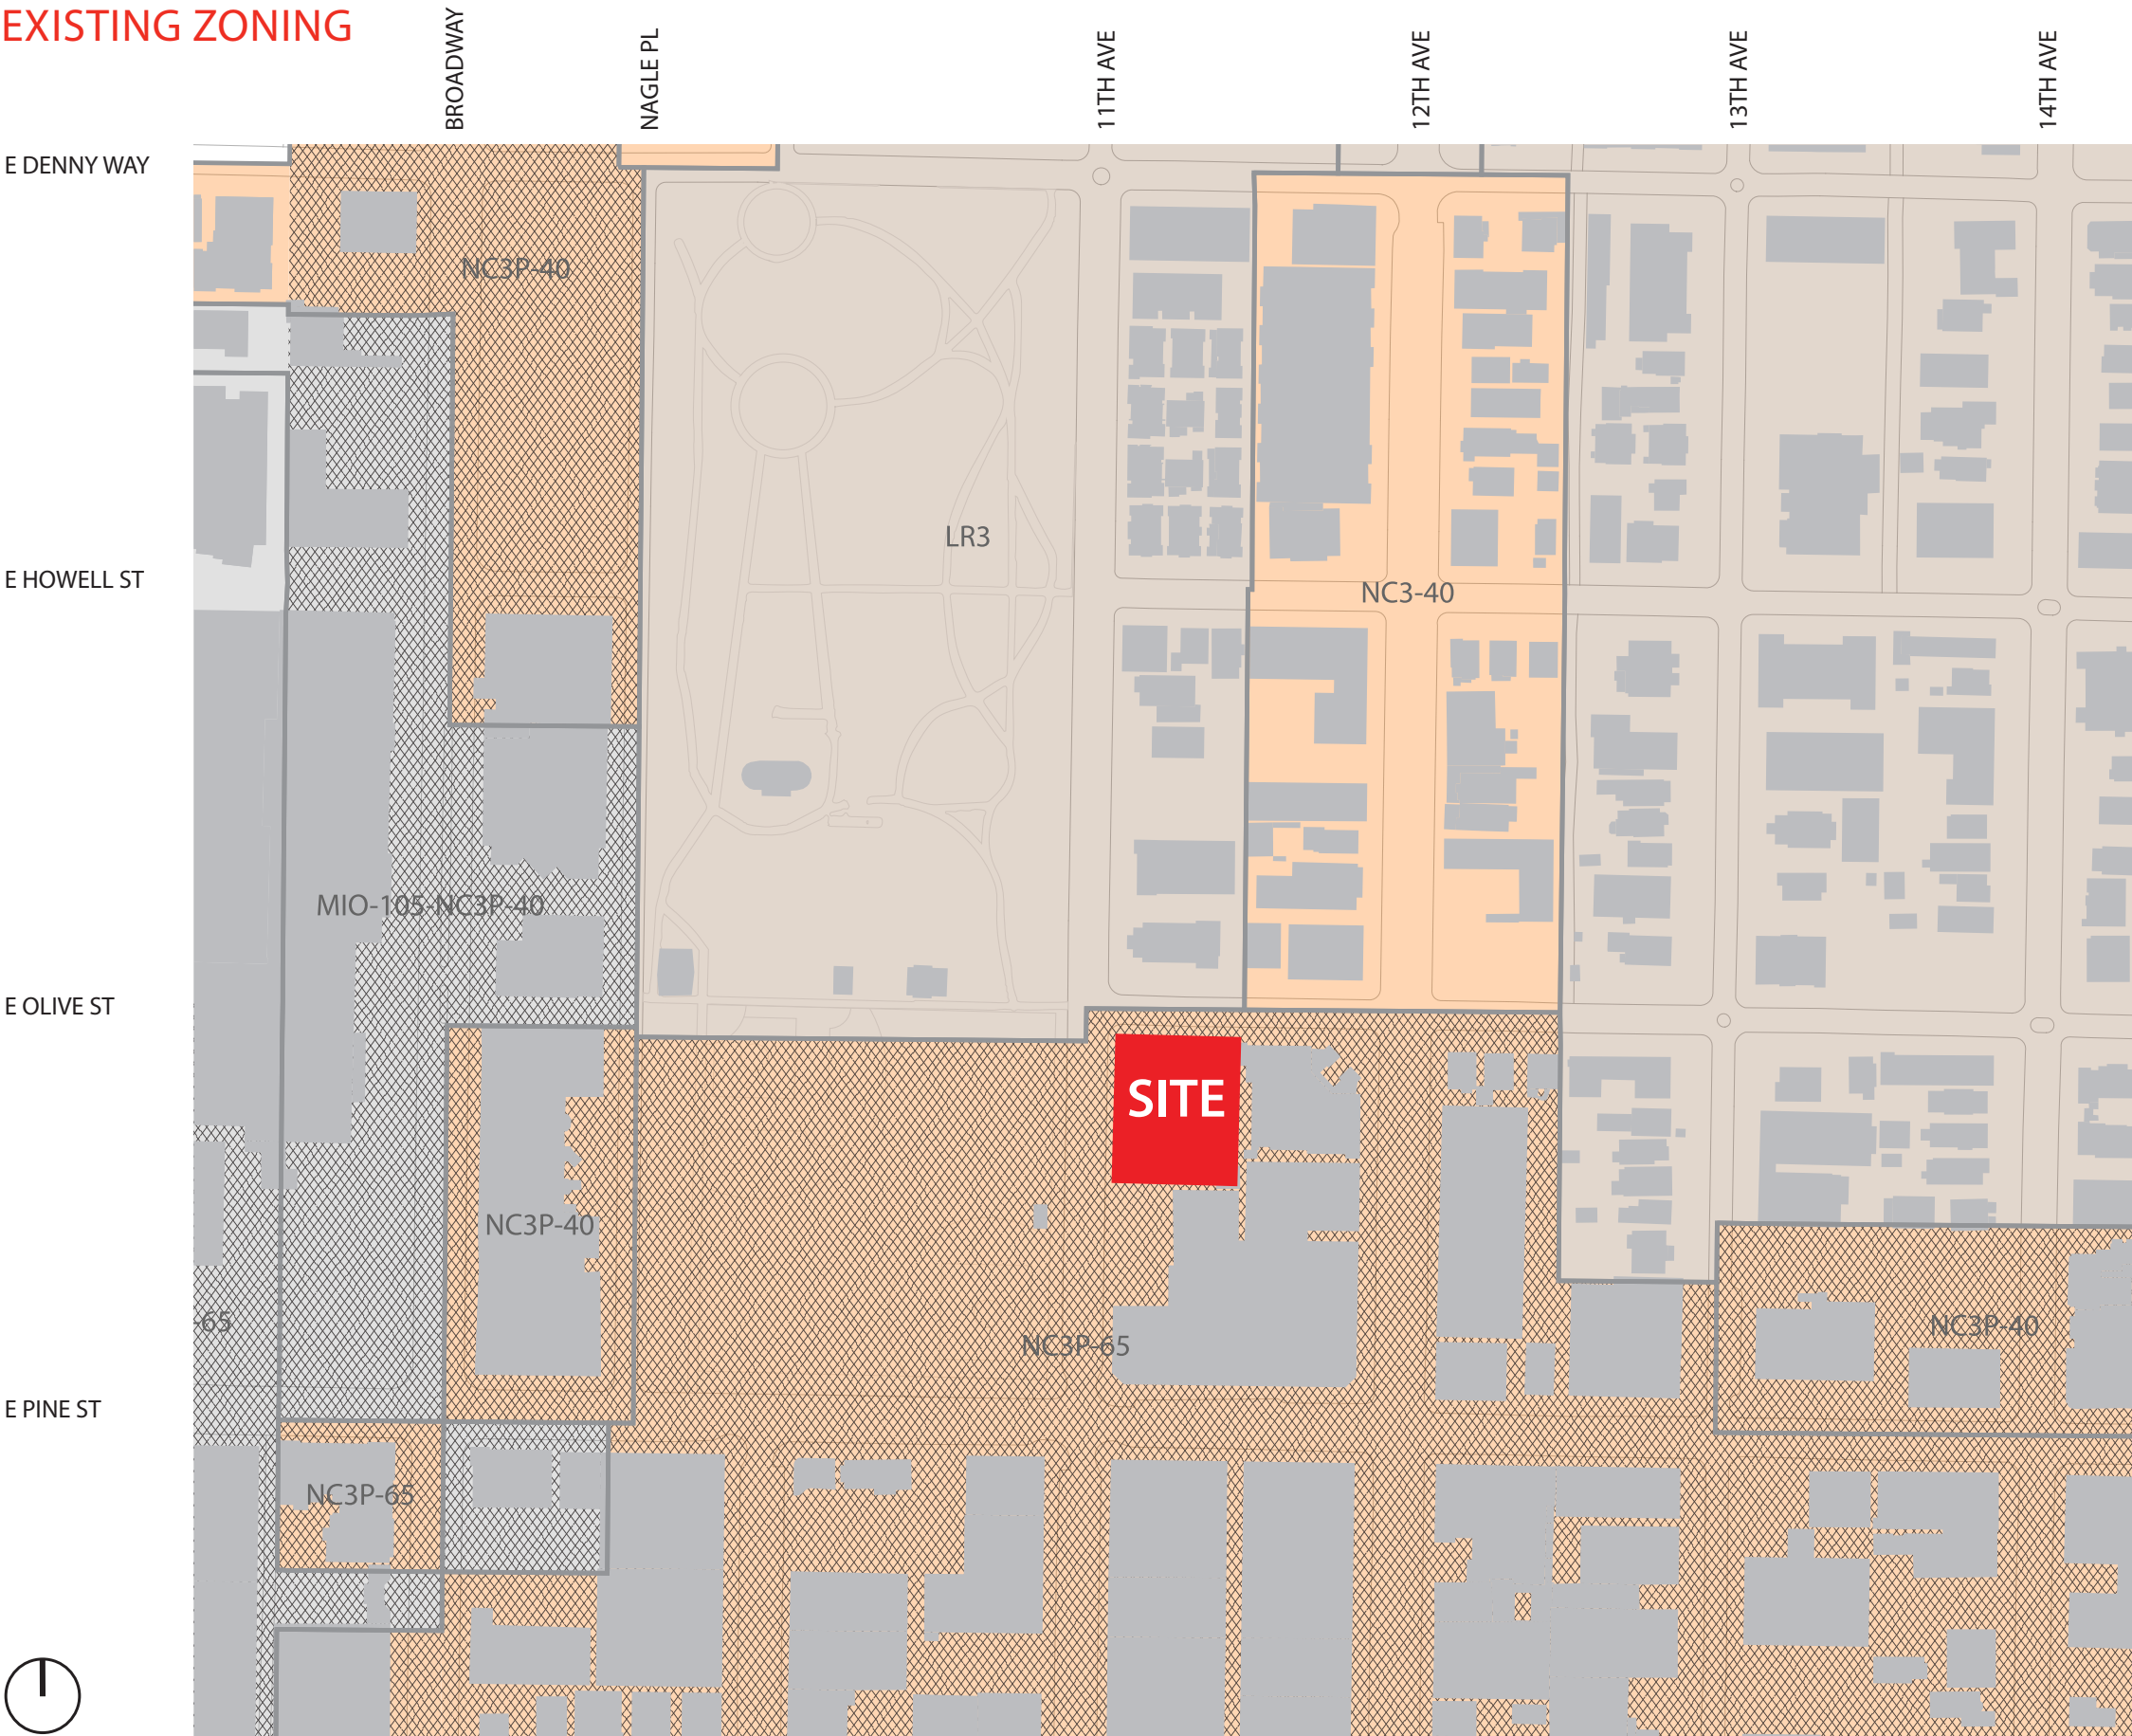 EXISTING ZONING
BROADWAY
NAGLE PL
11TH AVE
12TH AVE
13TH AVE
14TH AVE
E DENNY WAY
NC3P-40
LR3
E HOWELL ST
NC3-40
MIO-105-NC3P-40
E OLIVE ST
SITE
NC3P-40
-65
NC3P-65
NC3P-40
E PINE ST
NC3P-65